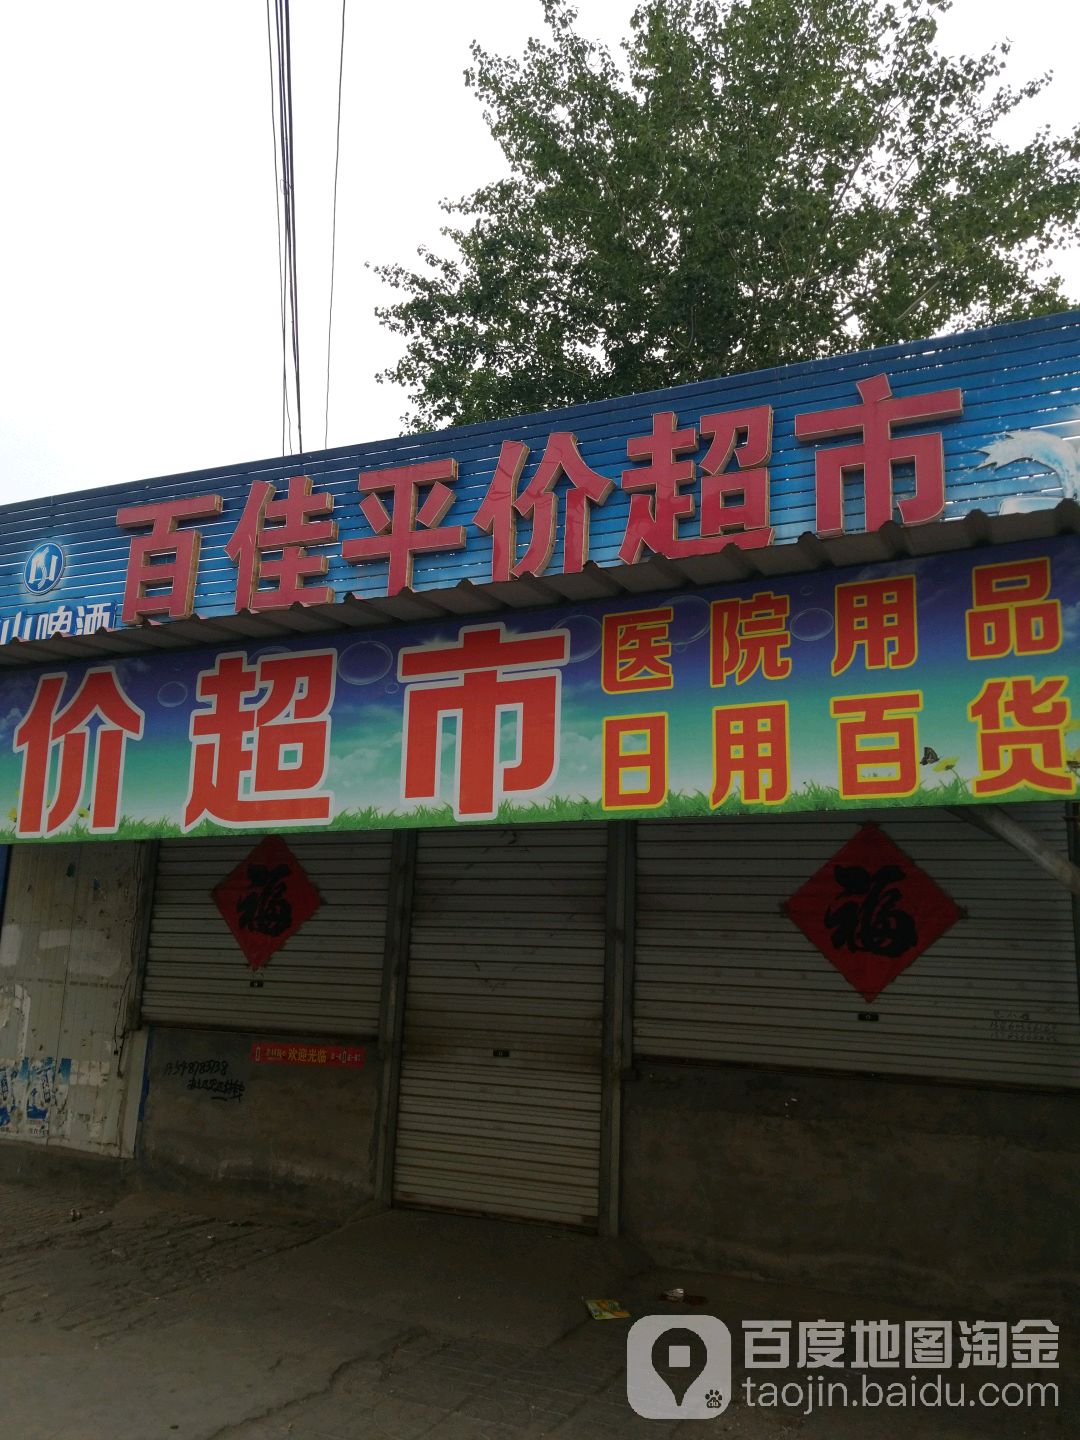 百佳平价超市
山啤酒
价超市
医院用品
日用百货
福
福
欢迎光临
百度地图淘金
taojin.baidu.com